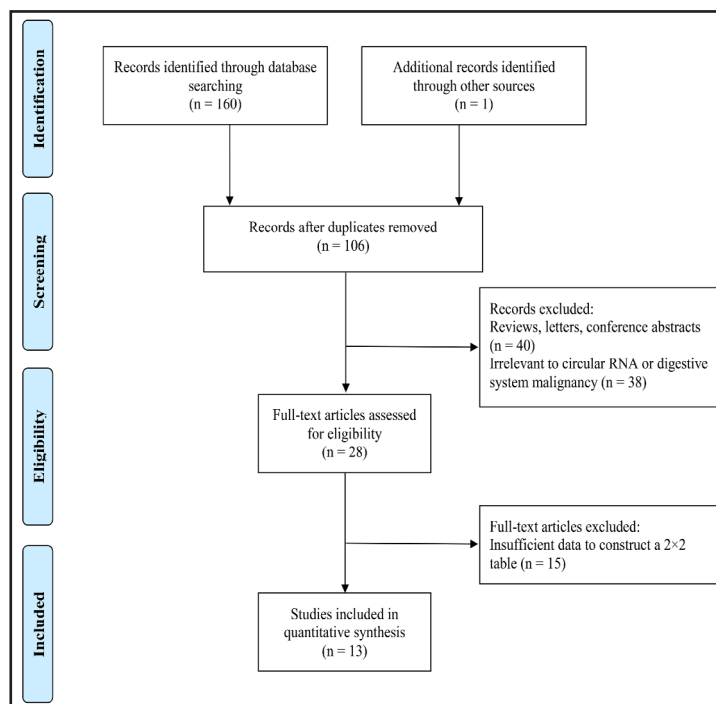 Identification
Records identified through database
searching
(n = 160)
Additional records identified
through other sources
(n = 1)
Screening
Records after duplicates removed
(n = 106)
Records excluded:
Reviews, letters, conference abstracts
(n = 40)
Irrelevant to circular RNA or digestive
system malignancy (n = 38)
Eligibility
Full-text articles assessed
for eligibility
(n = 28)
Full-text articles excluded:
Insufficient data to construct a 2×2
table (n = 15)
Included
Studies included in
quantitative synthesis
(n = 13)